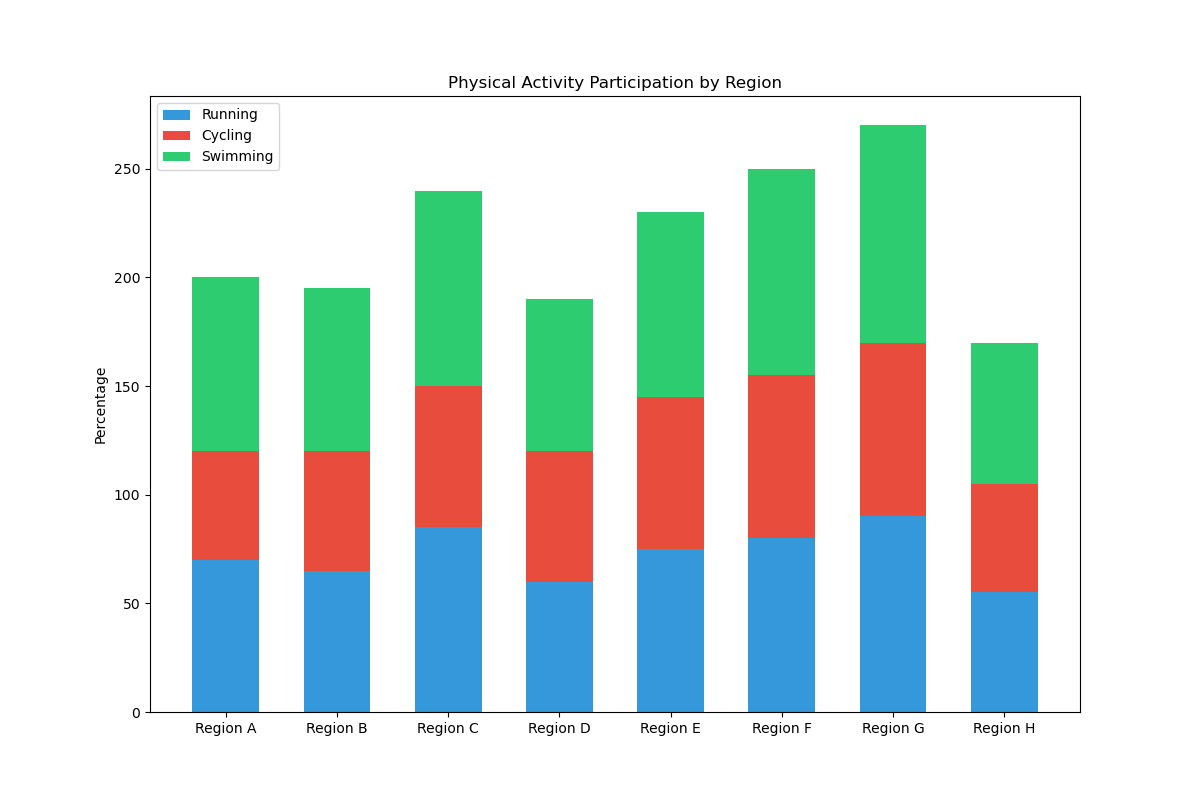 Physical Activity Participation by Region
Running
Cycling
Swimming
Percentage
250
200
150
100
50
0
Region A Region B Region C Region D Region E Region F Region G Region H